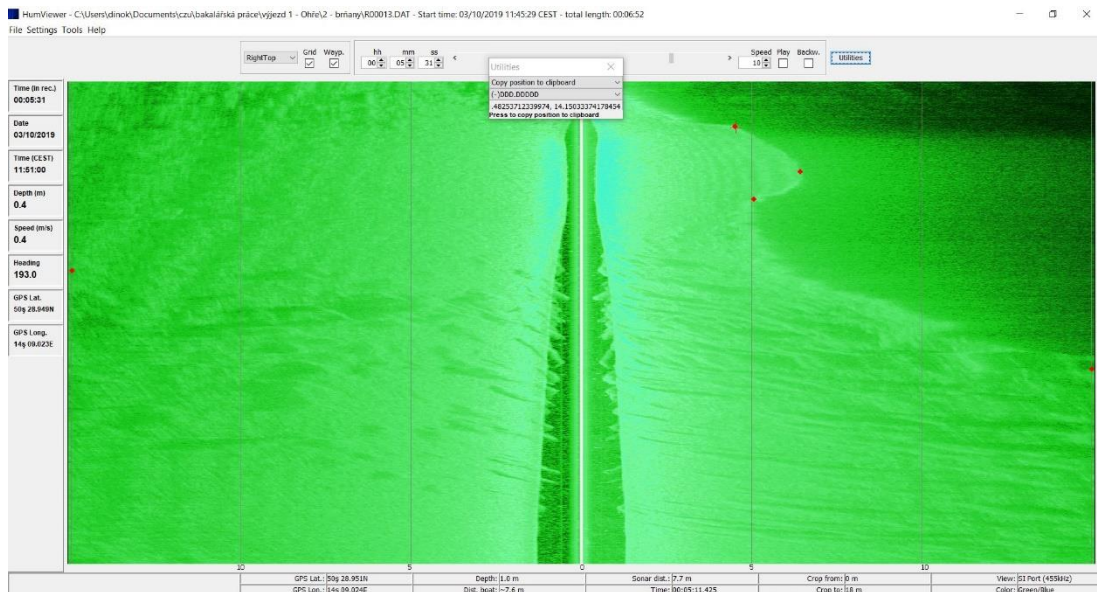 HumViewer - C:\Users\dinok\Documents\czu\bakalářská práce\výjezd 1 - Ohře\2 - brňany\R00013.DAT - Start time: 03/10/2019 11:45:29 CEST - total length: 00:06:52
File Settings Tools Help
RightTop Grid Wayp. hh mm ss Speed Play Backw. Utilities
00 05 31 < > 10
Utilities
Copy position to clipboard
(-)DDD.DDDDD
.48253712339974, 14.15033374178454
Press to copy position to clipboard
Time (in rec.)
00:05:31
Date
03/10/2019
Time (CEST)
11:51:00
Depth (m)
0.4
Speed (m/s)
0.4
Heading
193.0
GPS Lat.
50§ 28.949N
GPS Long.
14§ 09.023E
10 5 0 5 10
GPS Lat.: 50§ 28.951N Depth: 1.0 m Sonar dist.: 7.7 m Crop from: 0 m View: SI Port (455kHz)
GPS Lon.: 14§ 09.024E Dist. boat: ~7.6 m Time: 00:05:11.425 Crop to: 18 m Color: Green/Blue